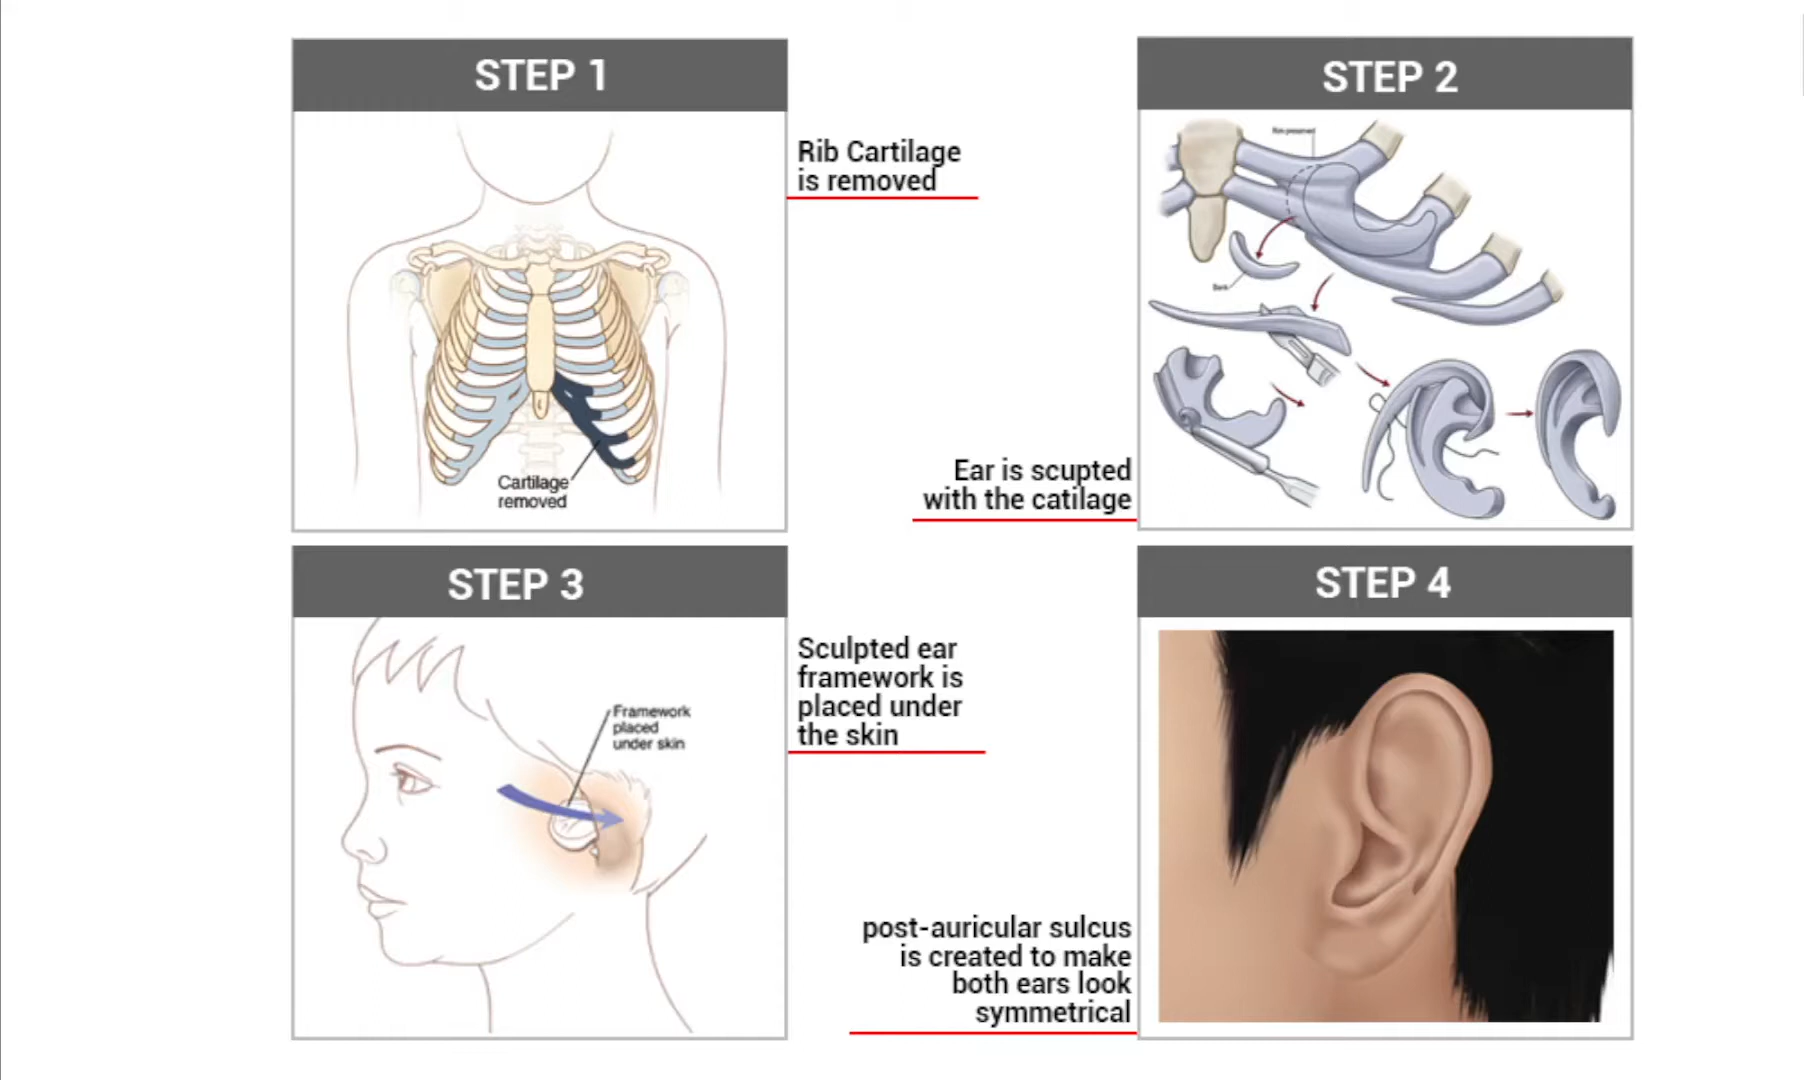 STEP 1
Rib Cartilage
is removed
Cartilage
removed
STEP 2
Rim preserved
Ear is scupted
with the catilage
STEP 3
Framework
placed
under skin
Sculpted ear
framework is
placed under
the skin
STEP 4
post-auricular sulcus
is created to make
both ears look
symmetrical